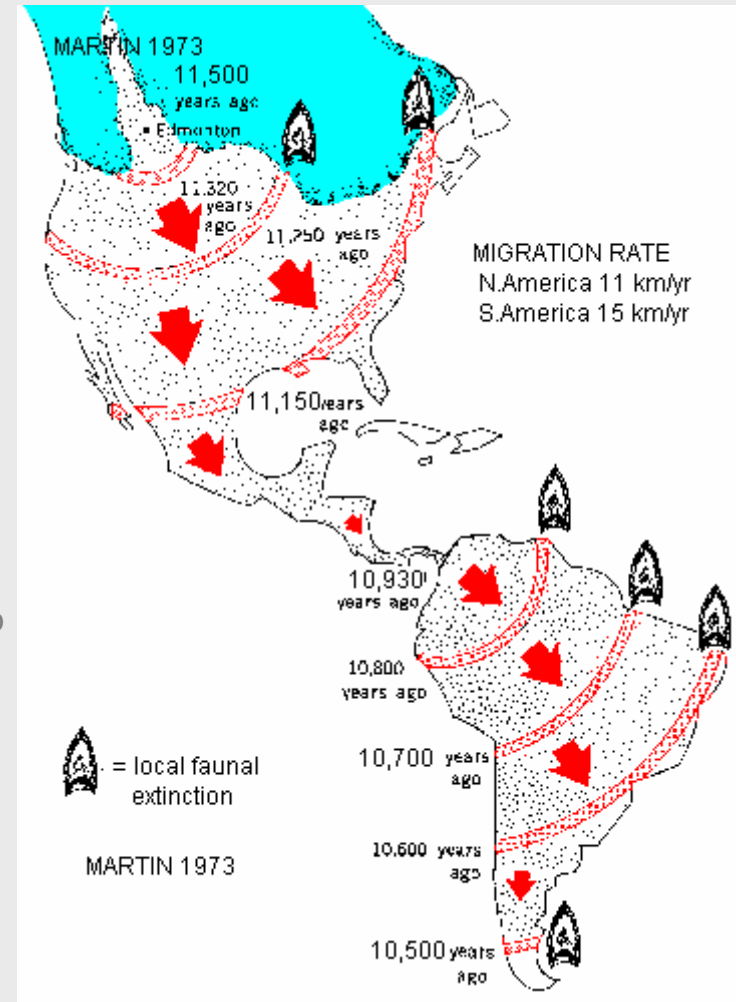 MARTIN 1973
11,500
years ago
Edmonton
11,320
years
ago
11,250 years
ago
MIGRATION RATE
N.America 11 km/yr
S.America 15 km/yr
11,150 years
ago
10,930
years ago
10,800
years ago
10,700 years
ago
= local faunal
extinction
10,600 years
ago
MARTIN 1973
10,500 years
ago